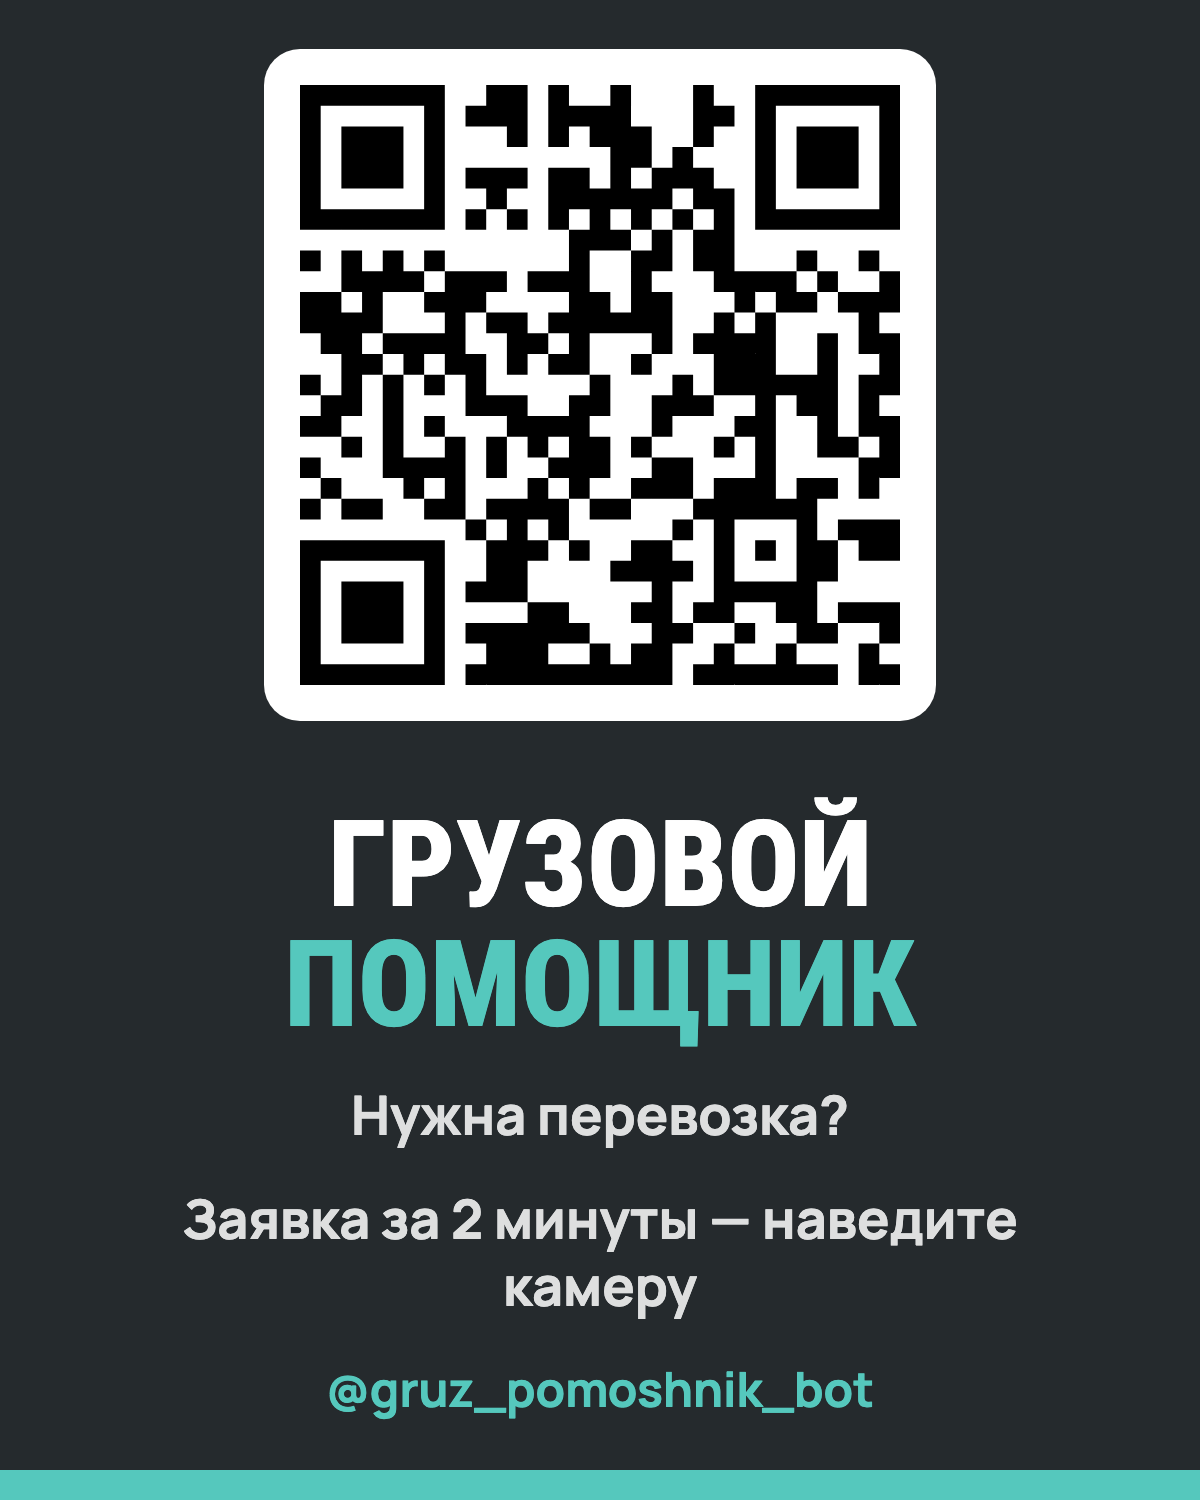 ГРУЗОВОЙ
ПОМОЩНИК
Нужна перевозка?
Заявка за 2 минуты — наведите
камеру
@gruz_pomoshnik_bot